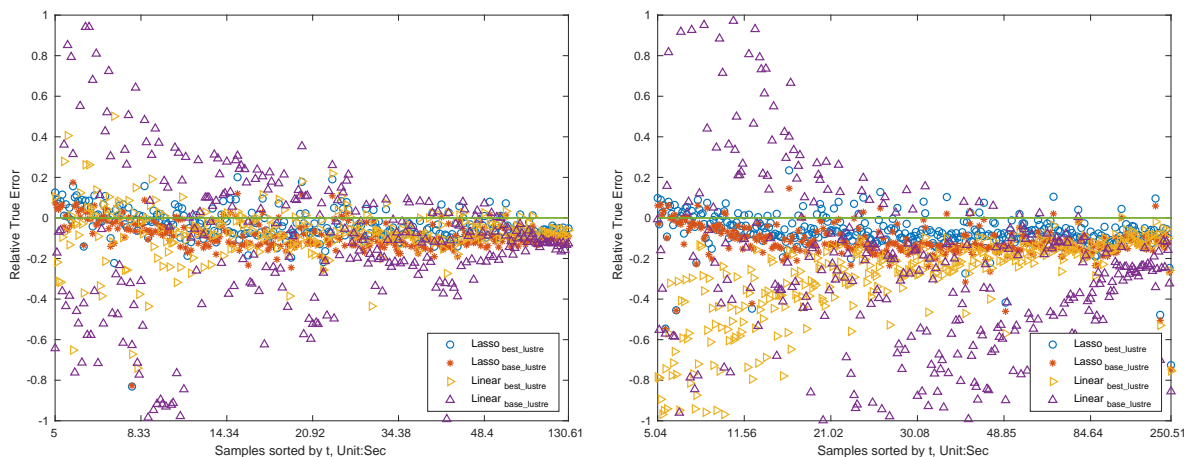 1
0.8
0.6
0.4
0.2
0
-0.2
-0.4
-0.6
-0.8
-1
Relative True Error
5 8.33 14.34 20.92 34.38 48.4 130.61
Samples sorted by t, Unit:Sec
Lasso best_lustre
Lasso base_lustre
Linear best_lustre
Linear base_lustre
1
0.8
0.6
0.4
0.2
0
-0.2
-0.4
-0.6
-0.8
-1
Relative True Error
5.04 11.56 21.02 30.08 48.85 84.64 250.51
Samples sorted by t, Unit:Sec
Lasso best_lustre
Lasso base_lustre
Linear best_lustre
Linear base_lustre